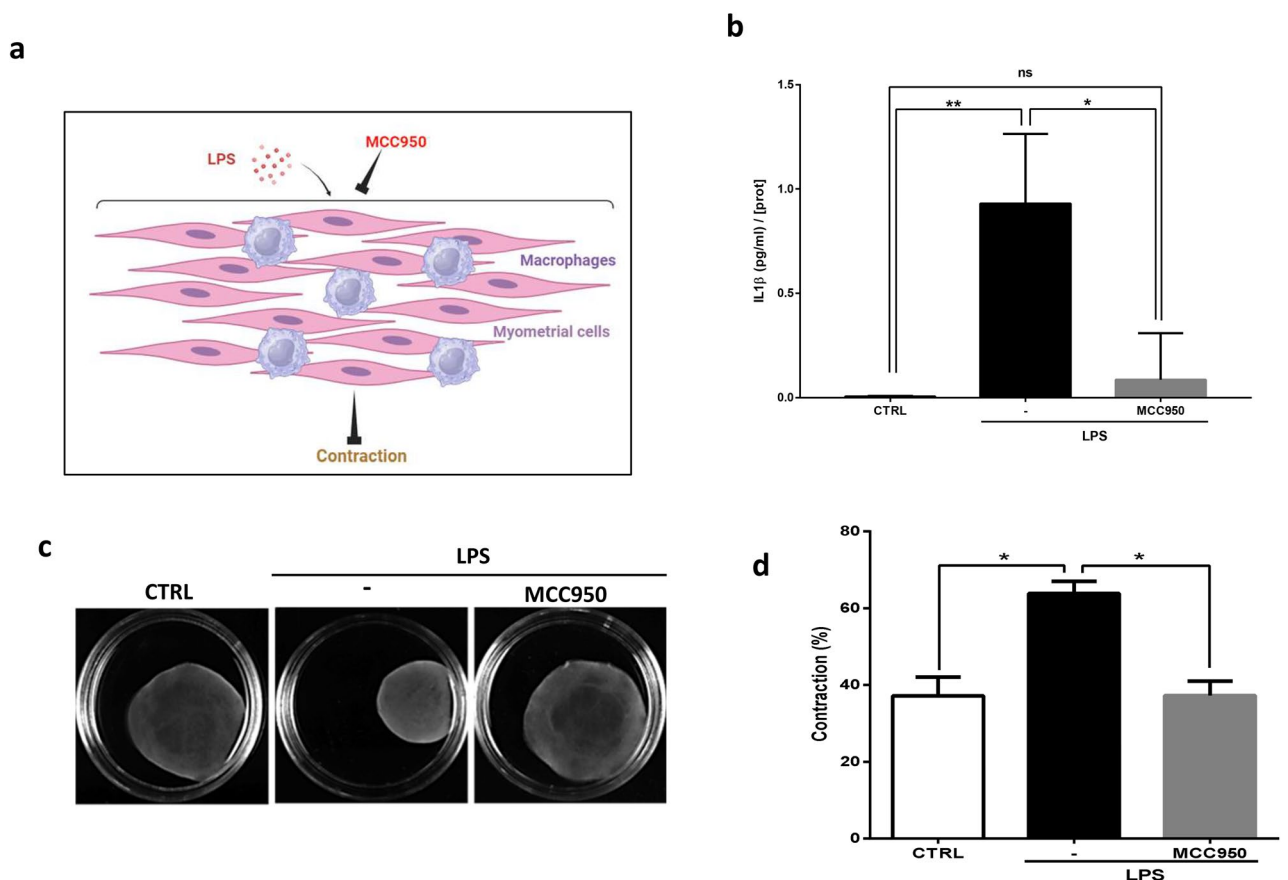 a
LPS
MCC950
Macrophages
Myometrial cells
Contraction
b
ns
**
*
1.5
1.0
0.5
0.0
IL1β (pg/ml) / [prot]
CTRL
-
MCC950
LPS
c
LPS
CTRL
-
MCC950
d
*
*
80
60
40
20
0
Contraction (%)
CTRL
-
MCC950
LPS